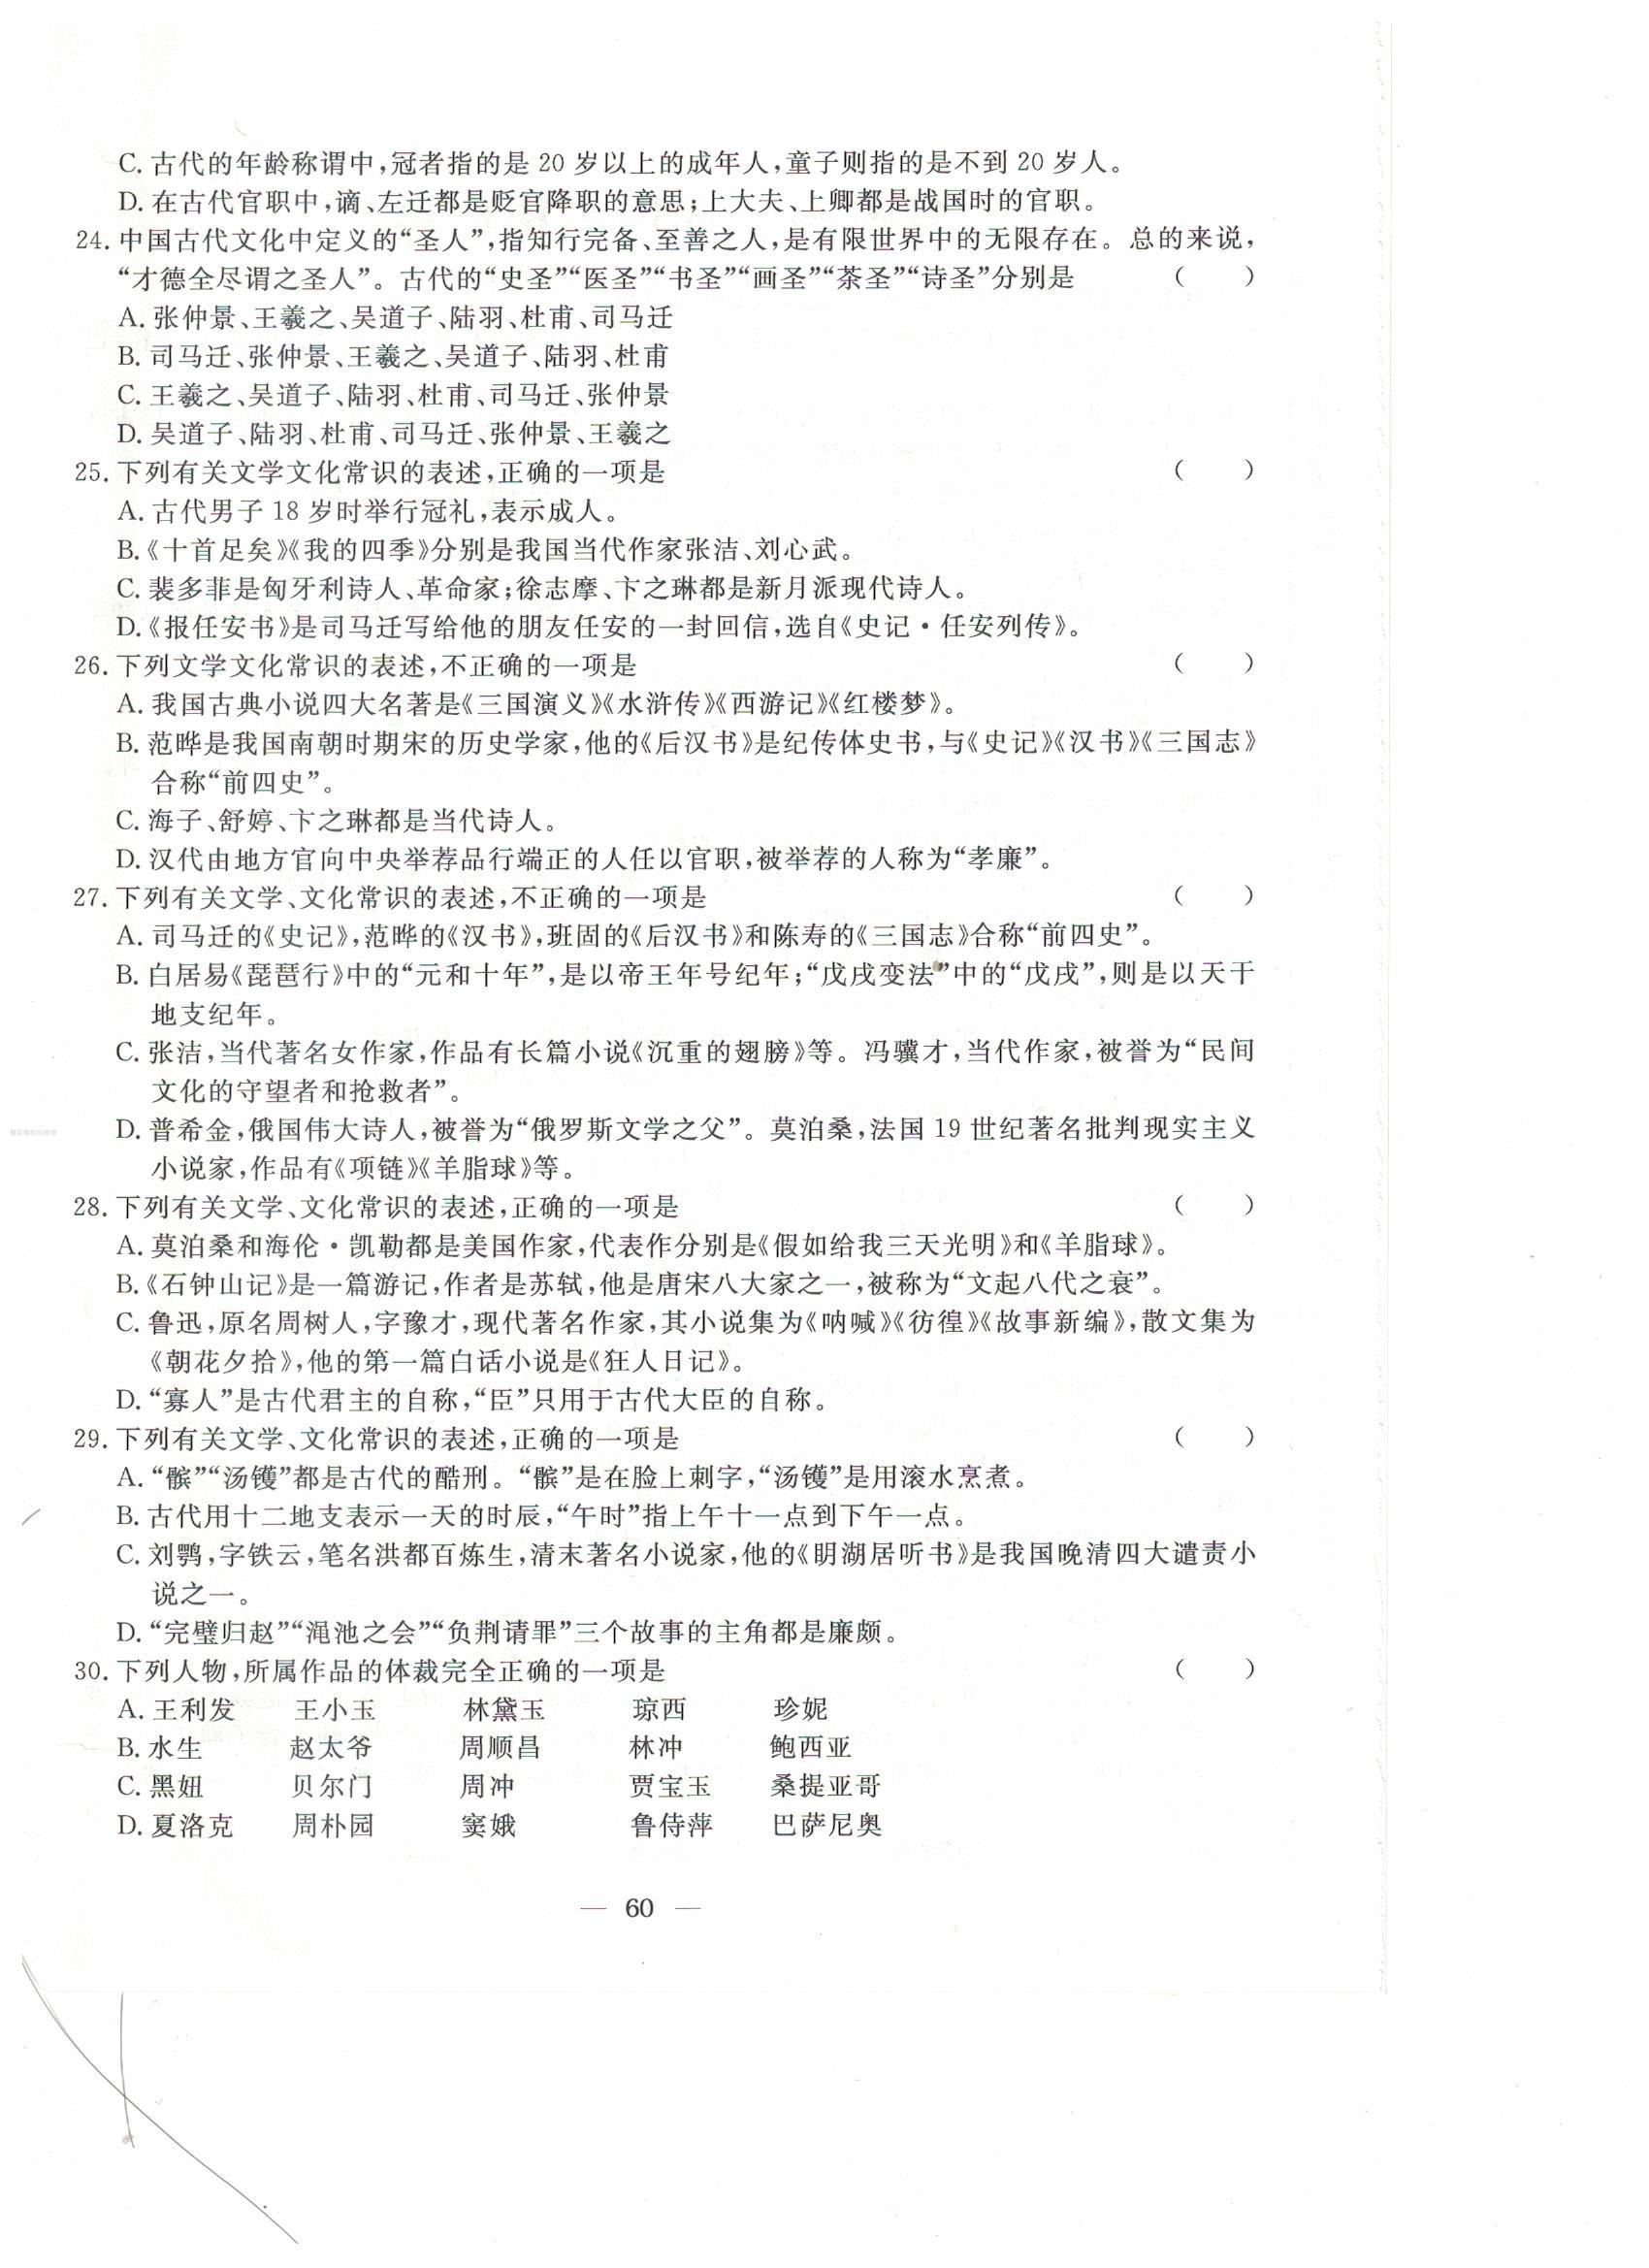 C. 古代的年龄称谓中,冠者指的是 20 岁以上的成年人,童子则指的是不到 20 岁人。
D. 在古代官职中,谪、左迁都是贬官降职的意思;上大夫、上卿都是战国时的官职。
24. 中国古代文化中定义的“圣人”,指知行完备、至善之人,是有限世界中的无限存在。总的来说,
“才德全尽谓之圣人”。古代的“史圣”“医圣”“书圣”“画圣”“茶圣”“诗圣”分别是 (  )
A. 张仲景、王羲之、吴道子、陆羽、杜甫、司马迁
B. 司马迁、张仲景、王羲之、吴道子、陆羽、杜甫
C. 王羲之、吴道子、陆羽、杜甫、司马迁、张仲景
D. 吴道子、陆羽、杜甫、司马迁、张仲景、王羲之
25. 下列有关文学文化常识的表述,正确的一项是 (  )
A. 古代男子 18 岁时举行冠礼,表示成人。
B.《十首足矣》《我的四季》分别是我国当代作家张洁、刘心武。
C. 裴多菲是匈牙利诗人、革命家;徐志摩、卞之琳都是新月派现代诗人。
D.《报任安书》是司马迁写给他的朋友任安的一封回信,选自《史记·任安列传》。
26. 下列文学文化常识的表述,不正确的一项是 (  )
A. 我国古典小说四大名著是《三国演义》《水浒传》《西游记》《红楼梦》。
B. 范晔是我国南朝时期宋的历史学家,他的《后汉书》是纪传体史书,与《史记》《汉书》《三国志》
合称“前四史”。
C. 海子、舒婷、卞之琳都是当代诗人。
D. 汉代由地方官向中央举荐品行端正的人任以官职,被举荐的人称为“孝廉”。
27. 下列有关文学、文化常识的表述,不正确的一项是 (  )
A. 司马迁的《史记》,范晔的《汉书》,班固的《后汉书》和陈寿的《三国志》合称“前四史”。
B. 白居易《琵琶行》中的“元和十年”,是以帝王年号纪年;“戊戌变法”中的“戊戌”,则是以天干
地支纪年。
C. 张洁,当代著名女作家,作品有长篇小说《沉重的翅膀》等。冯骥才,当代作家,被誉为“民间
文化的守望者和抢救者”。
D. 普希金,俄国伟大诗人,被誉为“俄罗斯文学之父”。莫泊桑,法国 19 世纪著名批判现实主义
小说家,作品有《项链》《羊脂球》等。
28. 下列有关文学、文化常识的表述,正确的一项是 (  )
A. 莫泊桑和海伦·凯勒都是美国作家,代表作分别是《假如给我三天光明》和《羊脂球》。
B.《石钟山记》是一篇游记,作者是苏轼,他是唐宋八大家之一,被称为“文起八代之衰”。
C. 鲁迅,原名周树人,字豫才,现代著名作家,其小说集为《呐喊》《彷徨》《故事新编》,散文集为
《朝花夕拾》,他的第一篇白话小说是《狂人日记》。
D. “寡人”是古代君主的自称,“臣”只用于古代大臣的自称。
29. 下列有关文学、文化常识的表述,正确的一项是 (  )
A. “髌”“汤镬”都是古代的酷刑。“髌”是在脸上刺字,“汤镬”是用滚水烹煮。
B. 古代用十二地支表示一天的时辰,“午时”指上午十一点到下午一点。
C. 刘鹗,字铁云,笔名洪都百炼生,清末著名小说家,他的《明湖居听书》是我国晚清四大谴责小
说之一。
D. “完璧归赵”“渑池之会”“负荆请罪”三个故事的主角都是廉颇。
30. 下列人物,所属作品的体裁完全正确的一项是 (  )
A. 王利发 王小玉 林黛玉 琼西 珍妮
B. 水生 赵太爷 周顺昌 林冲 鲍西亚
C. 黑妞 贝尔门 周冲 贾宝玉 桑提亚哥
D. 夏洛克 周朴园 窦娥 鲁侍萍 巴萨尼奥
— 60 —